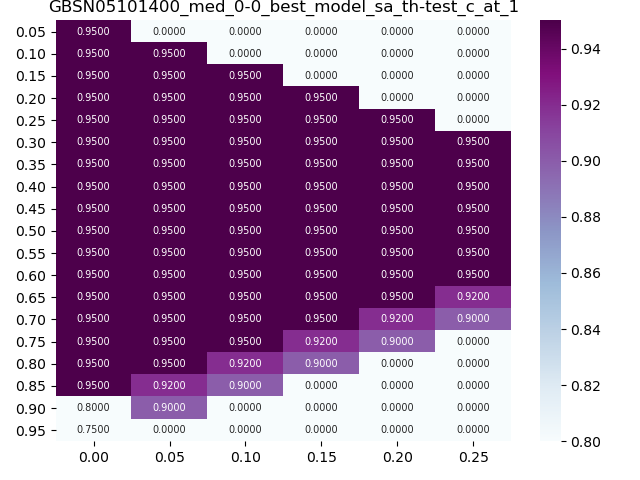 GBSN05101400_med_0-0_best_model_sa_th-test_c_at_1
0.05 0.9500 0.0000 0.0000 0.0000 0.0000 0.0000
0.10 0.9500 0.9500 0.0000 0.0000 0.0000 0.0000
0.15 0.9500 0.9500 0.9500 0.0000 0.0000 0.0000
0.20 0.9500 0.9500 0.9500 0.9500 0.0000 0.0000
0.25 0.9500 0.9500 0.9500 0.9500 0.9500 0.0000
0.30 0.9500 0.9500 0.9500 0.9500 0.9500 0.9500
0.35 0.9500 0.9500 0.9500 0.9500 0.9500 0.9500
0.40 0.9500 0.9500 0.9500 0.9500 0.9500 0.9500
0.45 0.9500 0.9500 0.9500 0.9500 0.9500 0.9500
0.50 0.9500 0.9500 0.9500 0.9500 0.9500 0.9500
0.55 0.9500 0.9500 0.9500 0.9500 0.9500 0.9500
0.60 0.9500 0.9500 0.9500 0.9500 0.9500 0.9500
0.65 0.9500 0.9500 0.9500 0.9500 0.9500 0.9200
0.70 0.9500 0.9500 0.9500 0.9500 0.9200 0.9000
0.75 0.9500 0.9500 0.9500 0.9200 0.9000 0.0000
0.80 0.9500 0.9500 0.9200 0.9000 0.0000 0.0000
0.85 0.9500 0.9200 0.9000 0.0000 0.0000 0.0000
0.90 0.8000 0.9000 0.0000 0.0000 0.0000 0.0000
0.95 0.7500 0.0000 0.0000 0.0000 0.0000 0.0000
0.00 0.05 0.10 0.15 0.20 0.25
0.94
0.92
0.90
0.88
0.86
0.84
0.82
0.80